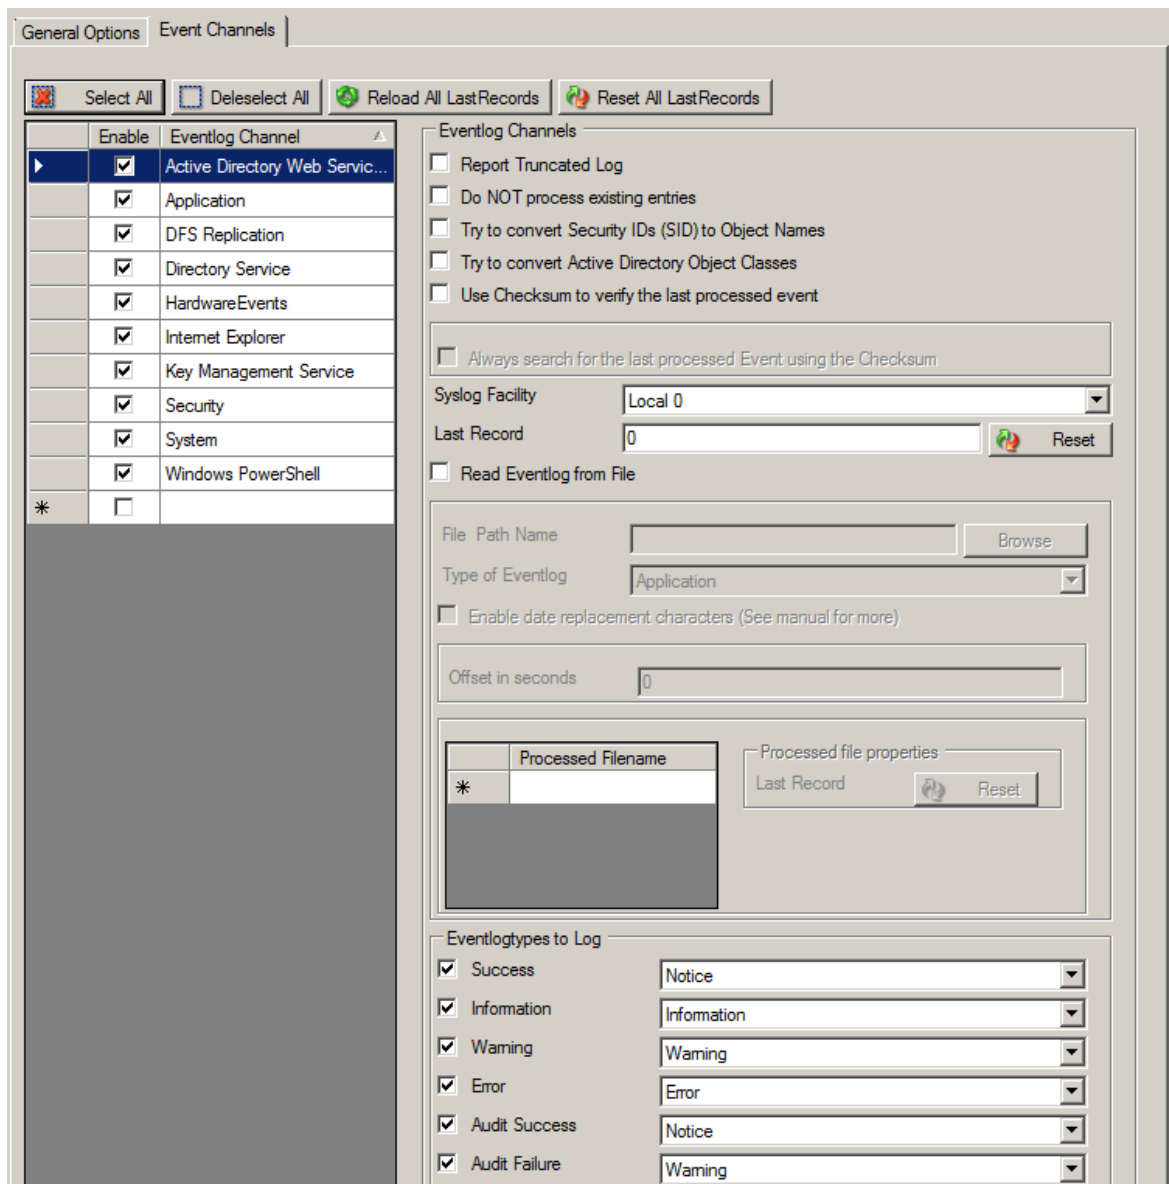 General Options Event Channels
Select All Deleselect All Reload All LastRecords Reset All LastRecords
Enable Eventlog Channel
Active Directory Web Servic...
Application
DFS Replication
Directory Service
HardwareEvents
Internet Explorer
Key Management Service
Security
System
Windows PowerShell
Eventlog Channels
Report Truncated Log
Do NOT process existing entries
Try to convert Security IDs (SID) to Object Names
Try to convert Active Directory Object Classes
Use Checksum to verify the last processed event
Always search for the last processed Event using the Checksum
Syslog Facility Local 0
Last Record 0 Reset
Read Eventlog from File
File Path Name Browse
Type of Eventlog Application
Enable date replacement characters (See manual for more)
Offset in seconds 0
Processed Filename
Processed file properties
Last Record Reset
Eventlogtypes to Log
Success Notice
Information Information
Warning Warning
Error Error
Audit Success Notice
Audit Failure Warning